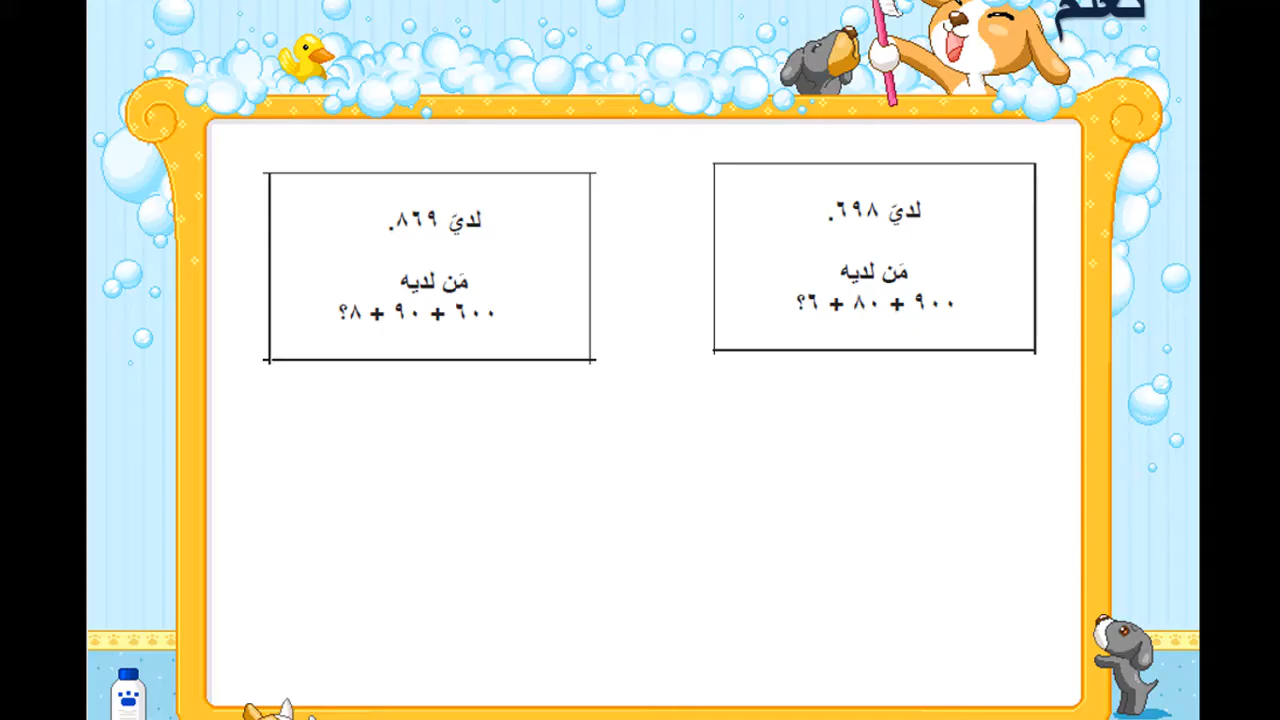 لديَ ٦٩٨.
مَن لديه
٩٠٠ + ٨٠ + ٦؟
لديَ ٨٦٩.
مَن لديه
٦٠٠ + ٩٠ + ٨؟